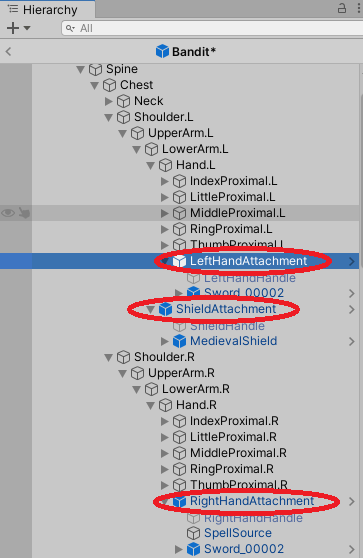 Hierarchy
All
Bandit*
Spine
Chest
Neck
Shoulder.L
UpperArm.L
LowerArm.L
Hand.L
IndexProximal.L
LittleProximal.L
MiddleProximal.L
RingProximal.L
ThumbProximal.L
LeftHandAttachment
LeftHandHandle
Sword_00002
ShieldAttachment
ShieldHandle
MedievalShield
Shoulder.R
UpperArm.R
LowerArm.R
Hand.R
IndexProximal.R
LittleProximal.R
MiddleProximal.R
RingProximal.R
ThumbProximal.R
RightHandAttachment
RightHandHandle
SpellSource
Sword_00002